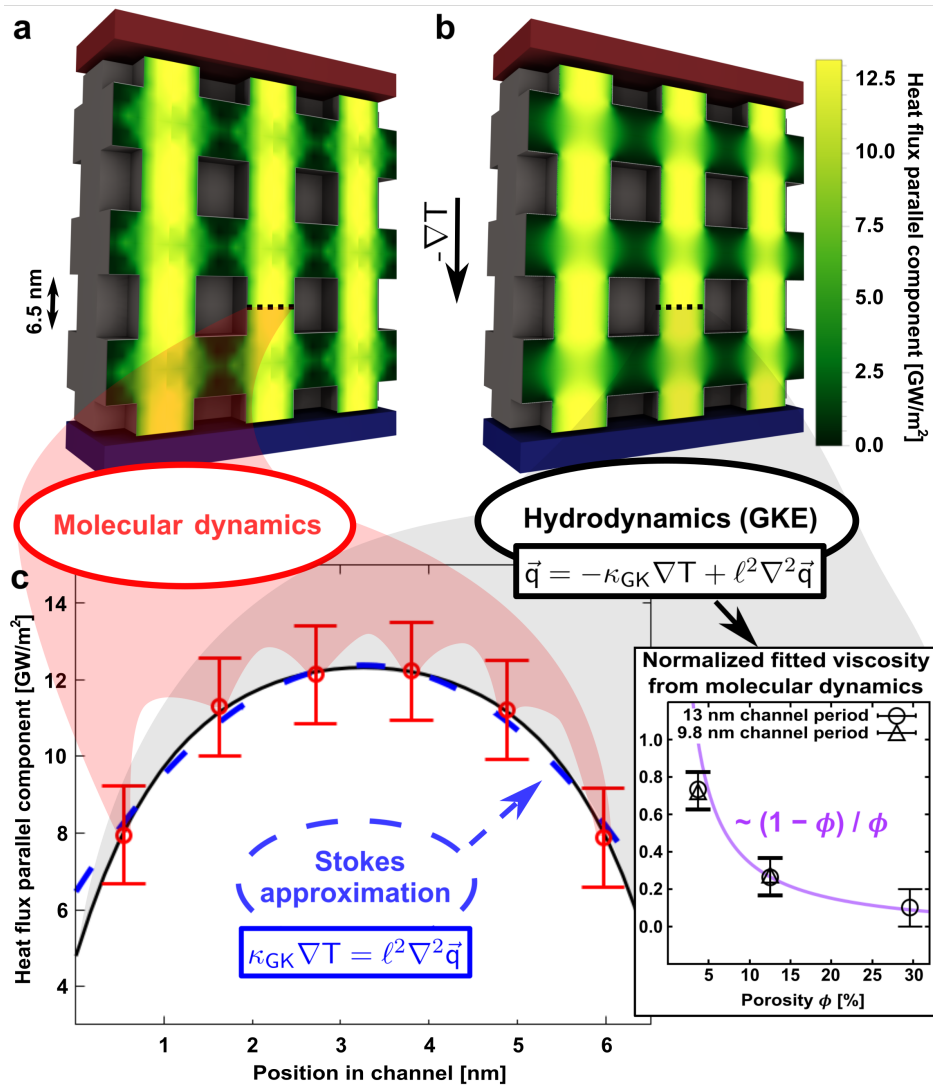 a
b
12.5
10.0
7.5
5.0
2.5
0.0
Heat flux parallel component [GW/m²]
-∇T
6.5 nm
Molecular dynamics
Hydrodynamics (GKE)
q⃗ = −κ_GK ∇T + ℓ²∇²q⃗
c
14
12
10
8
6
4
Heat flux parallel component [GW/m²]
1 2 3 4 5 6
Position in channel [nm]
Stokes
approximation
κ_GK ∇T = ℓ²∇²q⃗
Normalized fitted viscosity
from molecular dynamics
13 nm channel period
9.8 nm channel period
1.0
0.8
0.6
0.4
0.2
0.0
~ (1 − ϕ) / ϕ
5 10 15 20 25 30
Porosity ϕ [%]